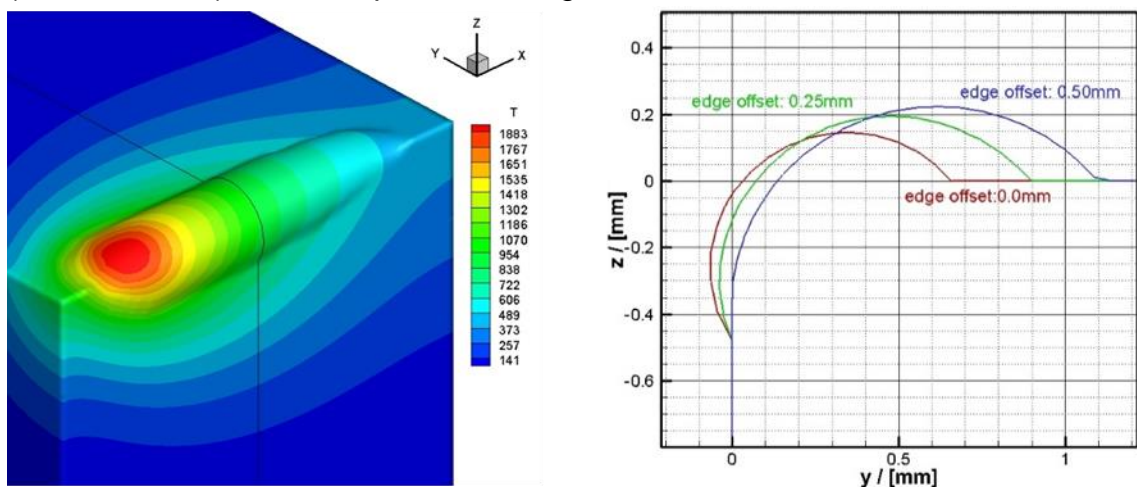 Z
Y
X
T
1883
1767
1651
1535
1418
1302
1186
1070
954
838
722
606
489
373
257
141
0.4
edge offset: 0.50mm
edge offset: 0.25mm
0.2
0
edge offset:0.0mm
z / [mm]
-0.2
-0.4
-0.6
0
0.5
1
y / [mm]